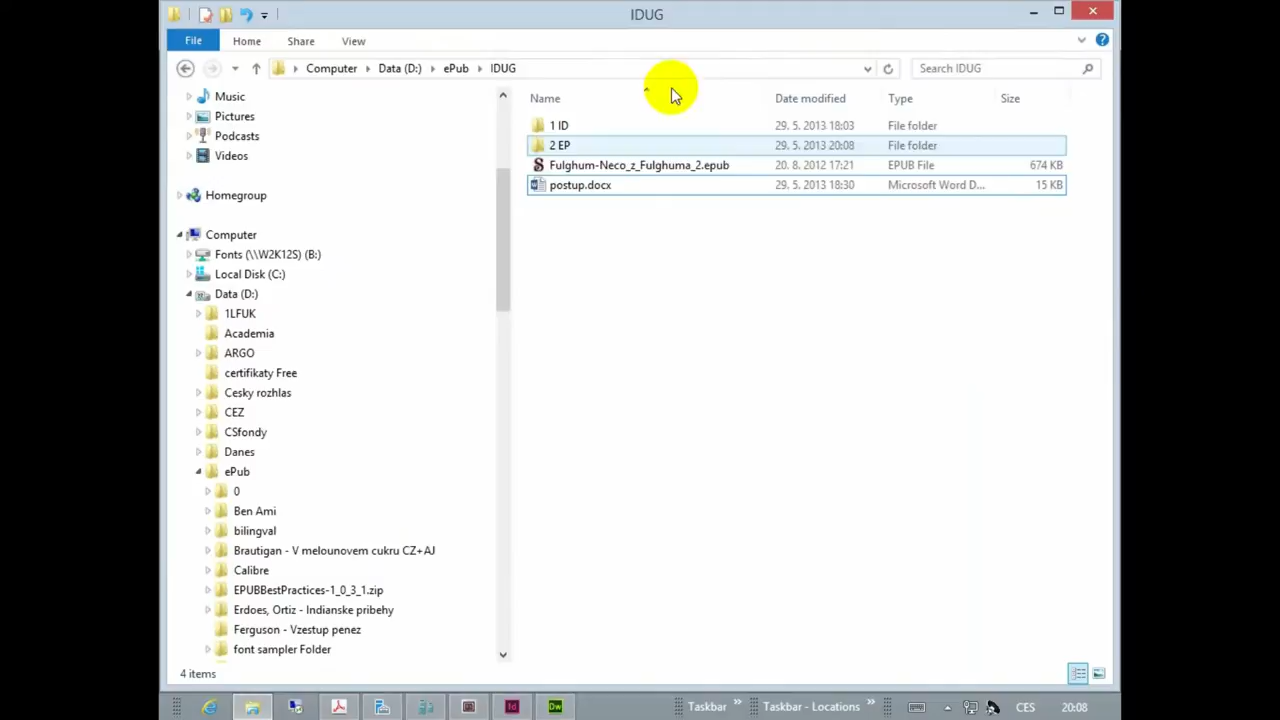 IDUG
File Home Share View
Computer Data (D:) ePub IDUG Search IDUG
Name Date modified Type Size
1 ID 29. 5. 2013 18:03 File folder
2 EP 29. 5. 2013 20:08 File folder
Fulghum-Neco_z_Fulghuma_2.epub 20. 8. 2012 17:21 EPUB File 674 KB
postup.docx 29. 5. 2013 18:30 Microsoft Word D... 15 KB
Music
Pictures
Podcasts
Videos
Homegroup
Computer
Fonts (\\W2K12S) (B:)
Local Disk (C:)
Data (D:)
1LFUK
Academia
ARGO
certifikaty Free
Cesky rozhlas
CEZ
CSfondy
Danes
ePub
0
Ben Ami
bilingval
Brautigan - V melounovem cukru CZ+AJ
Calibre
EPUBBestPractices-1_0_3_1.zip
Erdoes, Ortiz - Indianske pribehy
Ferguson - Vzestup penez
font sampler Folder
4 items
Id Dw Taskbar » Taskbar - Locations » CES 20:08